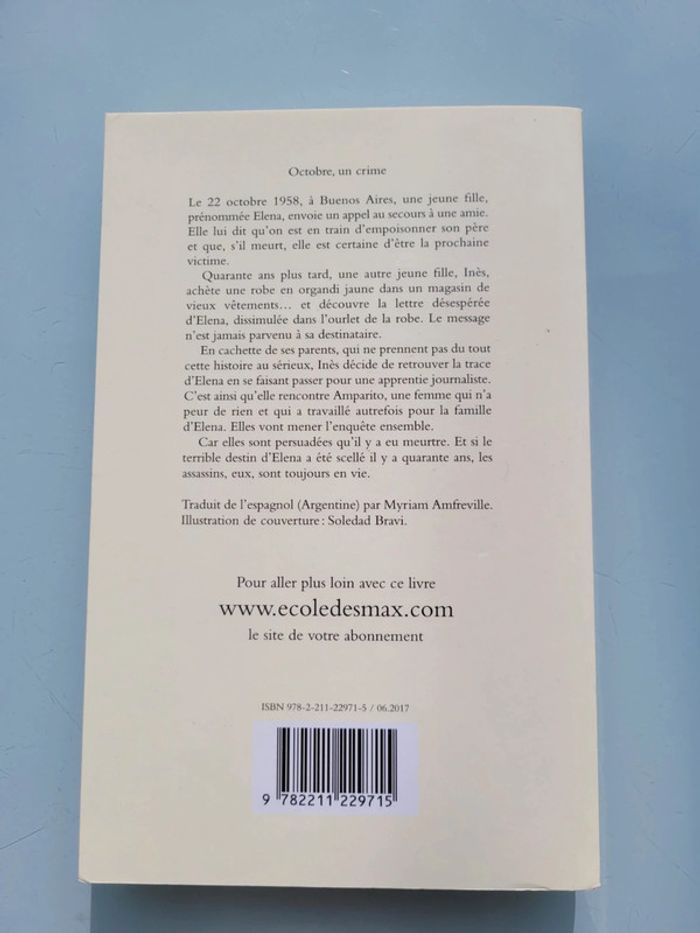 Octobre, un crime
Le 22 octobre 1958, à Buenos Aires, une jeune fille,
prénommée Elena, envoie un appel au secours à une amie.
Elle lui dit qu'on est en train d'empoisonner son père
et que, s'il meurt, elle est certaine d'être la prochaine
victime.
Quarante ans plus tard, une autre jeune fille, Inès,
achète une robe en organdi jaune dans un magasin de
vieux vêtements… et découvre la lettre désespérée
d'Elena, dissimulée dans l'ourlet de la robe. Le message
n'est jamais parvenu à sa destinataire.
En cachette de ses parents, qui ne prennent pas du tout
cette histoire au sérieux, Inès décide de retrouver la trace
d'Elena en se faisant passer pour une apprentie journaliste.
C'est ainsi qu'elle rencontre Amparito, une femme qui n'a
peur de rien et qui a travaillé autrefois pour la famille
d'Elena. Elles vont mener l'enquête ensemble.
Car elles sont persuadées qu'il y a eu meurtre. Et si le
terrible destin d'Elena a été scellé il y a quarante ans, les
assassins, eux, sont toujours en vie.
Traduit de l'espagnol (Argentine) par Myriam Amfreville.
Illustration de couverture : Soledad Bravi.
Pour aller plus loin avec ce livre
www.ecoledesmax.com
le site de votre abonnement
ISBN 978-2-211-22971-5 / 06.2017
9 782211 229715